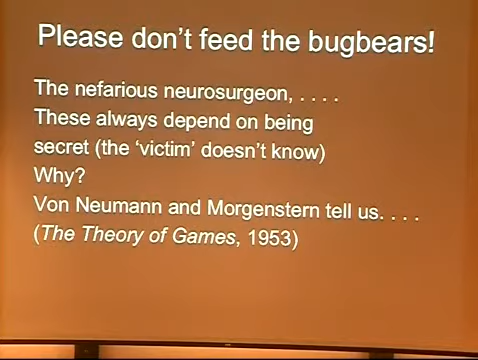 Please don't feed the bugbears!
The nefarious neurosurgeon, . . . .
These always depend on being
secret (the ‘victim’ doesn't know)
Why?
Von Neumann and Morgenstern tell us. . . .
(The Theory of Games, 1953)